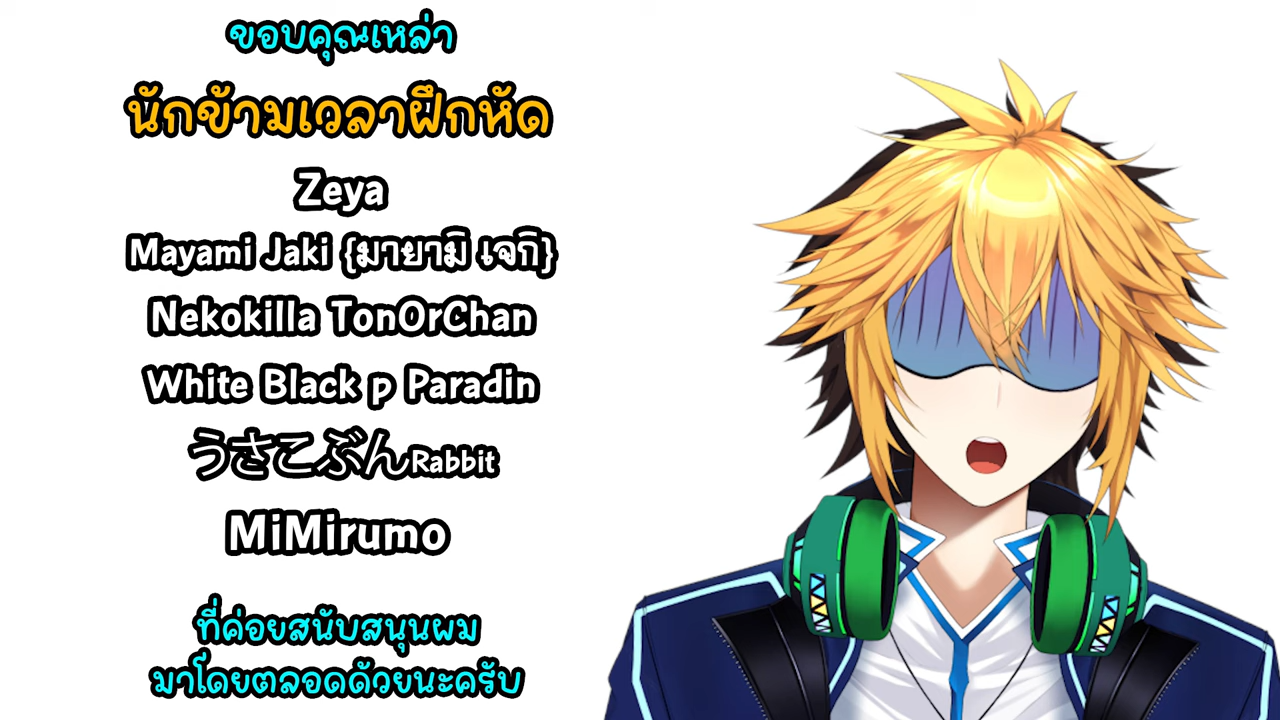 ขอบคุณเหล่า
นักข้ามเวลาฝึกหัด
Zeya
Mayami Jaki {มายามิ เจกิ}
Nekokilla TonOrChan
White Black p Paradin
うさこぶんRabbit
MiMirumo
ที่ค่อยสนับสนุนผม
มาโดยตลอดด้วยนะครับ